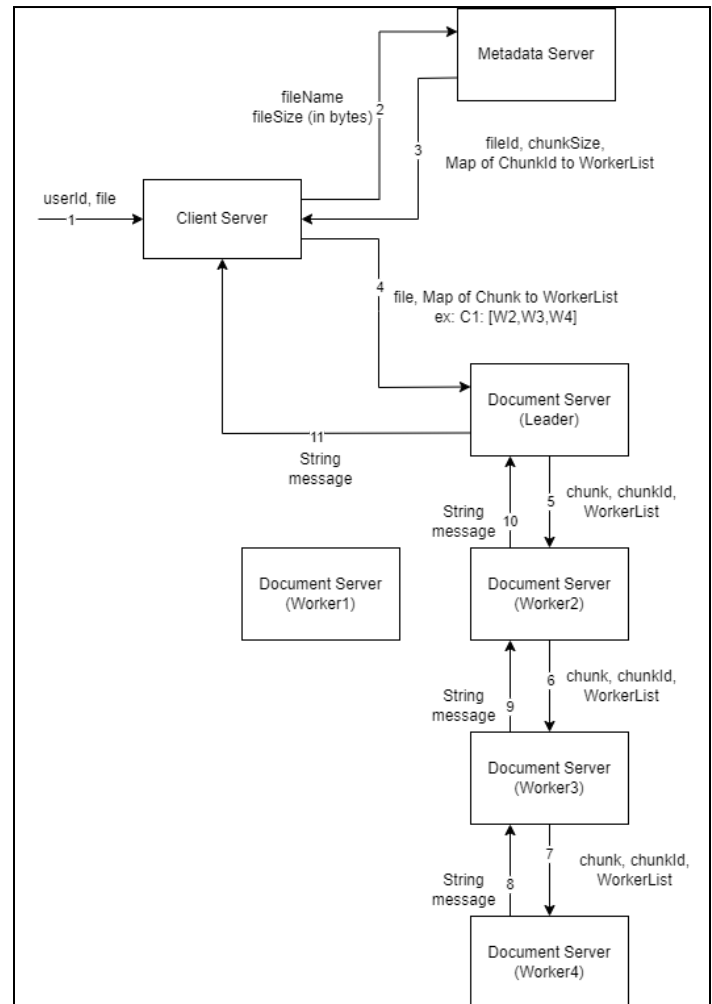 Metadata Server
fileName
fileSize (in bytes)
2
3
fileId, chunkSize,
Map of ChunkId to WorkerList
userId, file
1
Client Server
4
file, Map of Chunk to WorkerList
ex: C1: [W2,W3,W4]
Document Server
(Leader)
11
String
message
5
chunk, chunkId,
WorkerList
String
message
10
Document Server
(Worker1)
Document Server
(Worker2)
6
chunk, chunkId,
WorkerList
String
message
9
Document Server
(Worker3)
7
chunk, chunkId,
WorkerList
String
message
8
Document Server
(Worker4)